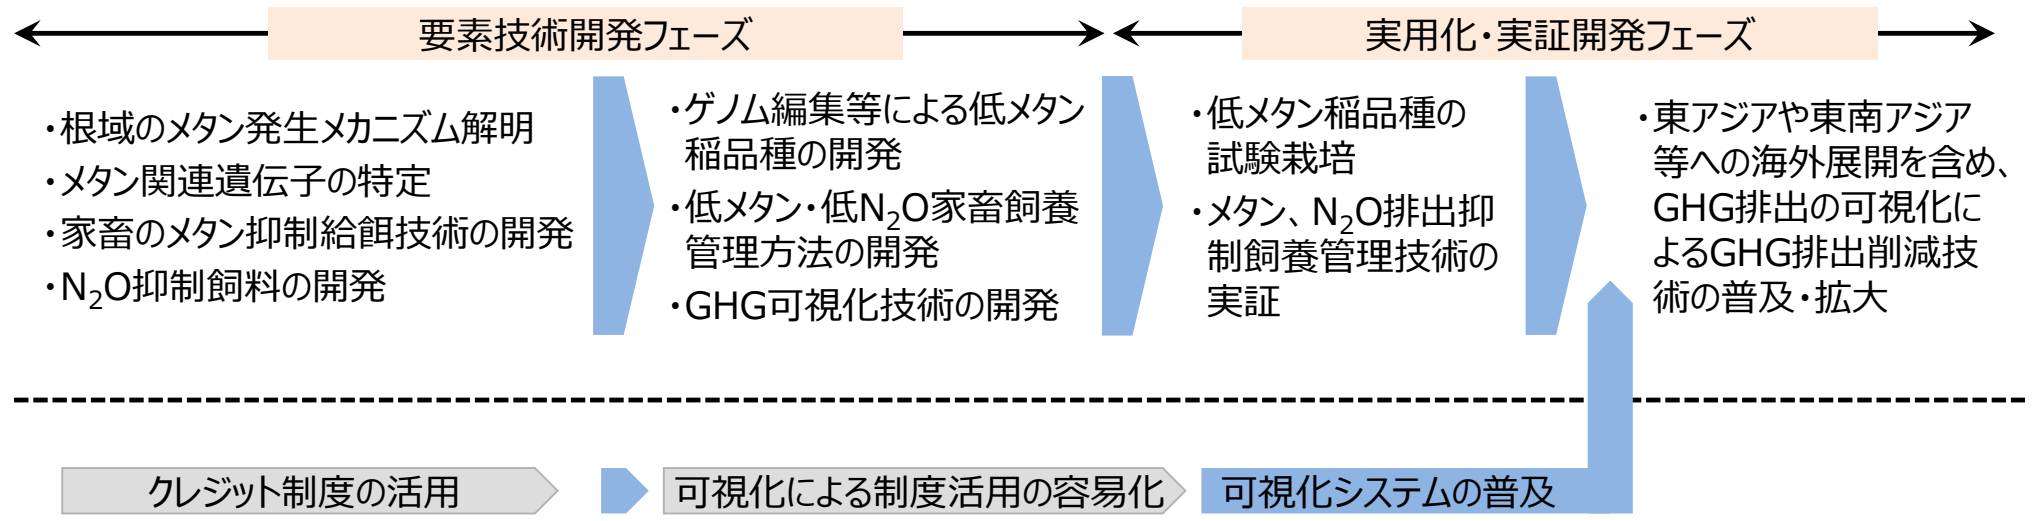 要素技術開発フェーズ
実用化・実証開発フェーズ
・根域のメタン発生メカニズム解明
・メタン関連遺伝子の特定
・家畜のメタン抑制給餌技術の開発
・N₂O抑制飼料の開発
・ゲノム編集等による低メタン
稲品種の開発
・低メタン・低N₂O家畜飼養
管理方法の開発
・GHG可視化技術の開発
・低メタン稲品種の
試験栽培
・メタン、N₂O排出抑
制飼養管理技術の
実証
・東アジアや東南アジア
等への海外展開を含め、
GHG排出の可視化に
よるGHG排出削減技
術の普及・拡大
クレジット制度の活用
可視化による制度活用の容易化
可視化システムの普及